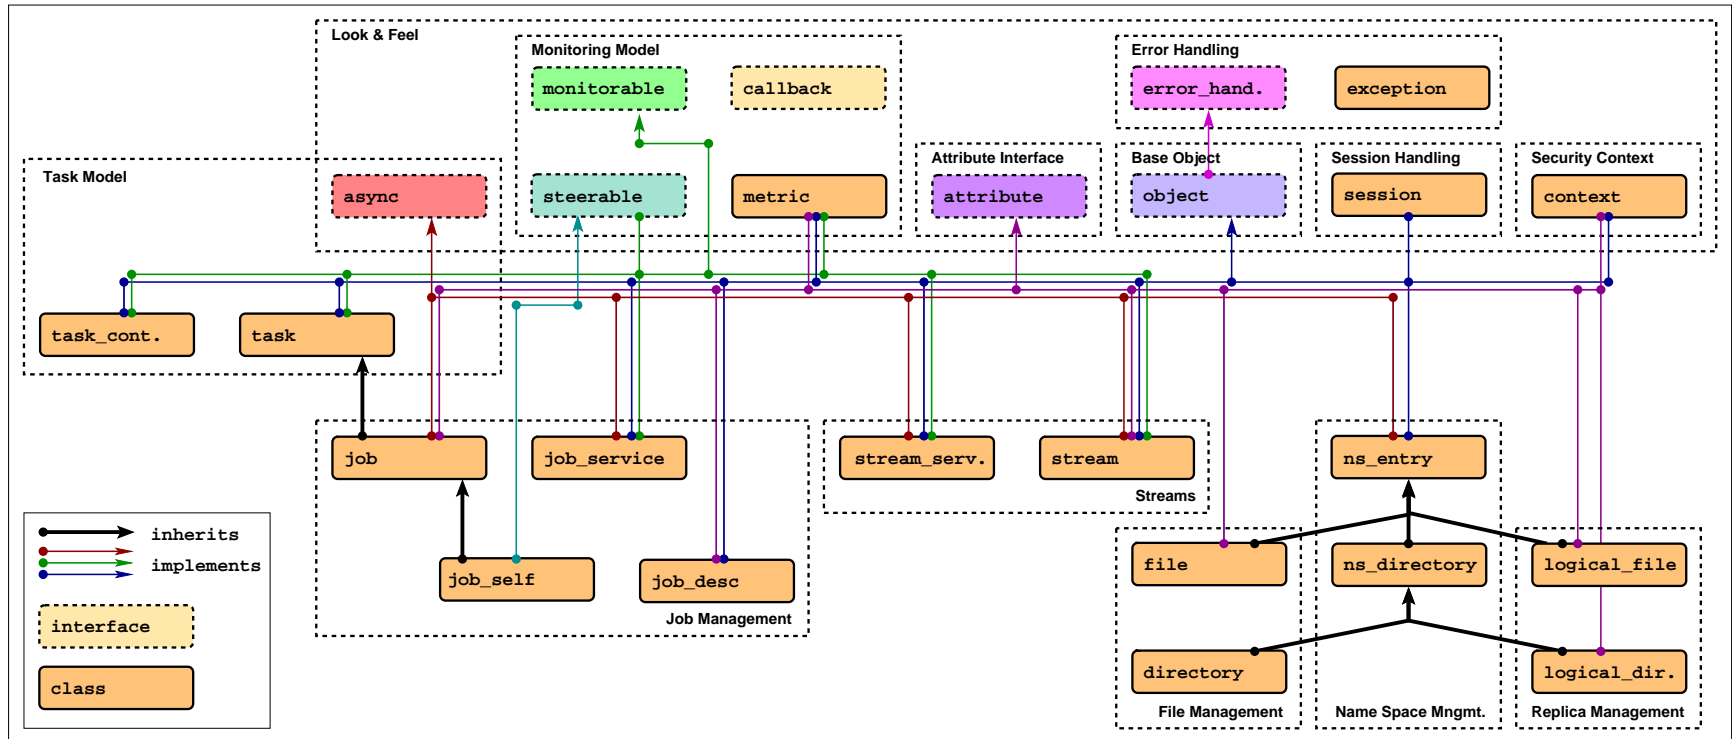 Look & Feel
Monitoring Model
Error Handling
monitorable
callback
error_hand.
exception
Task Model
Attribute Interface
Base Object
Session Handling
Security Context
async
steerable
metric
attribute
object
session
context
task_cont.
task
job
job_service
stream_serv.
stream
ns_entry
Streams
inherits
implements
job_self
job_desc
file
ns_directory
logical_file
Job Management
interface
class
directory
logical_dir.
File Management
Name Space Mngmt.
Replica Management